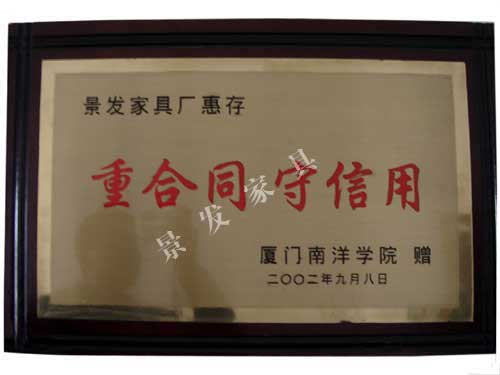 景发家具厂惠存
重合同 守信用
景发家具
厦门南洋学院 赠
二〇〇二年九月八日